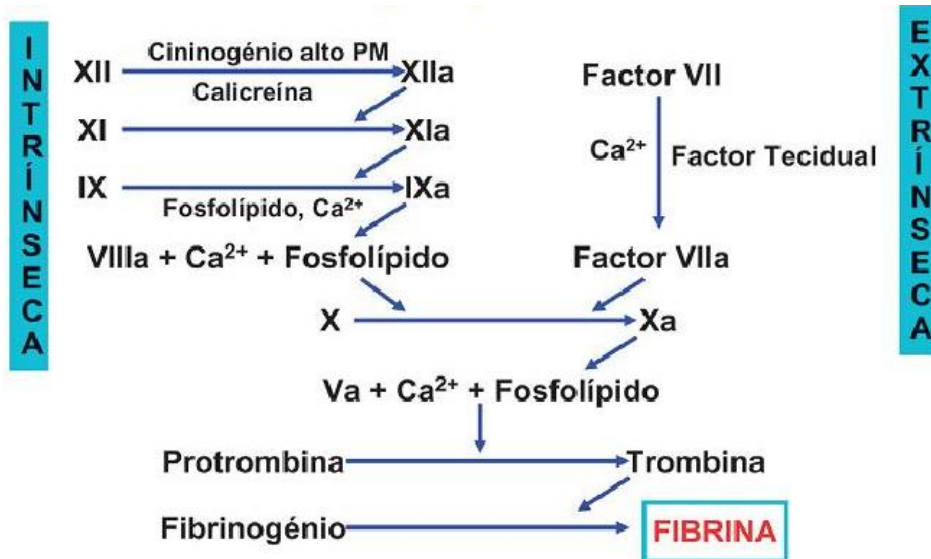 INTRÍNSECA
EXTRÍNSECA
Cininogénio alto PM
XII XIIa
Calicreína
Factor VII
XI XIa
Ca²⁺ Factor Tecidual
IX IXa
Fosfolípido, Ca²⁺
VIIIa + Ca²⁺ + Fosfolípido
Factor VIIa
X Xa
Va + Ca²⁺ + Fosfolípido
Protrombina Trombina
Fibrinogénio FIBRINA